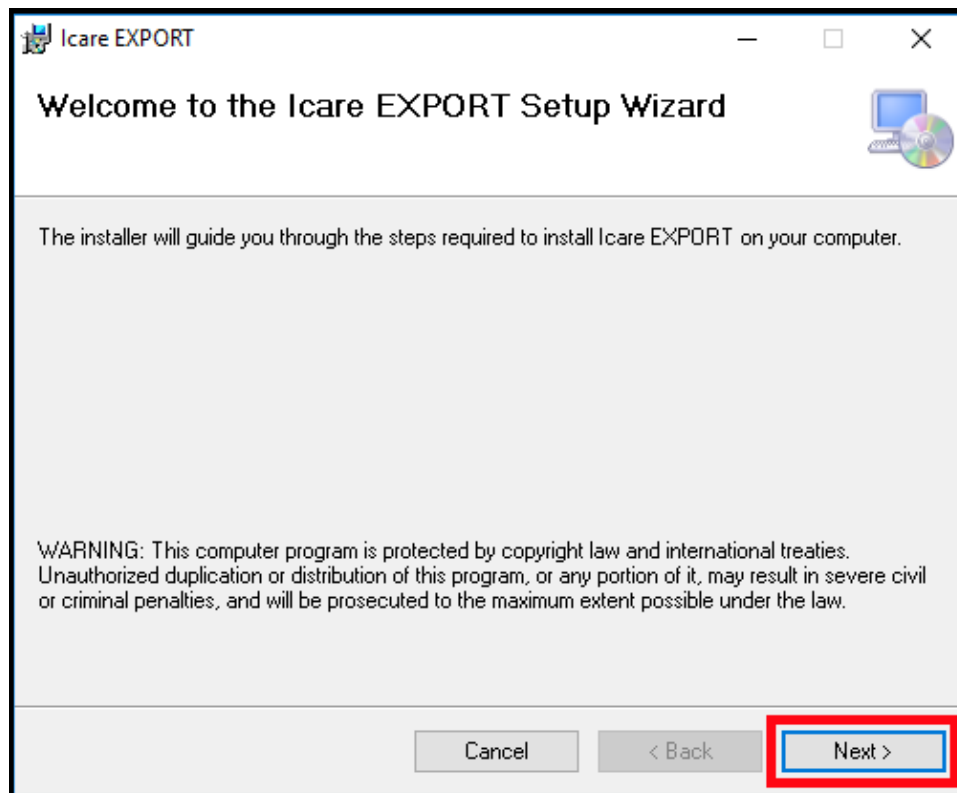 Icare EXPORT
Welcome to the Icare EXPORT Setup Wizard
The installer will guide you through the steps required to install Icare EXPORT on your computer.
WARNING: This computer program is protected by copyright law and international treaties.
Unauthorized duplication or distribution of this program, or any portion of it, may result in severe civil
or criminal penalties, and will be prosecuted to the maximum extent possible under the law.
Cancel < Back Next >